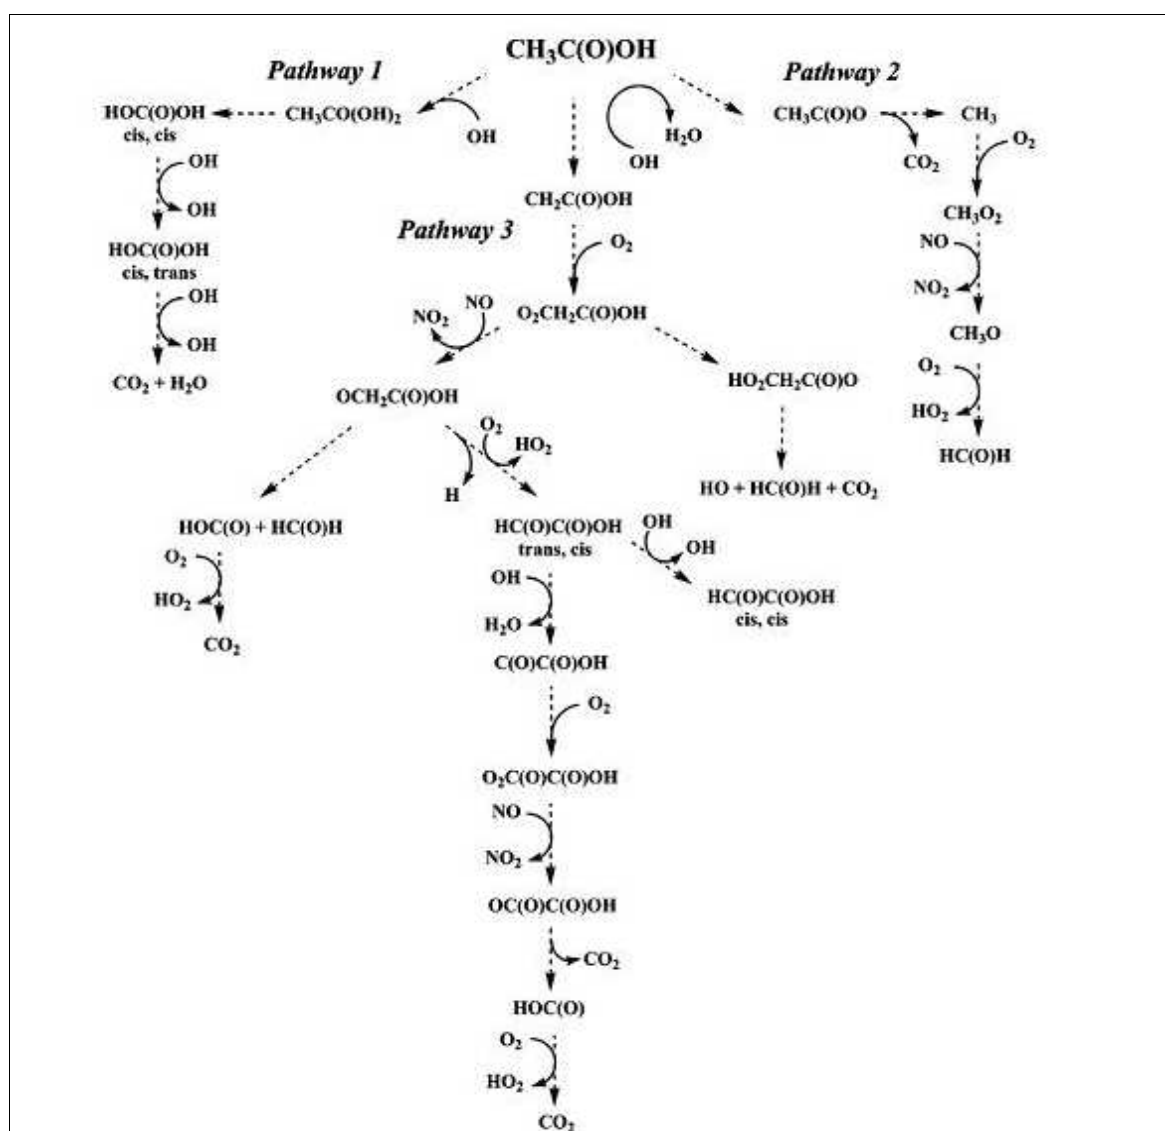 CH₃C(O)OH
Pathway 1
Pathway 2
HOC(O)OH
cis, cis
CH₃CO(OH)₂
OH
H₂O
OH
CH₃C(O)O
CO₂
CH₃
O₂
OH
OH
CH₂C(O)OH
CH₃O₂
Pathway 3
O₂
HOC(O)OH
cis, trans
NO
NO₂
OH
OH
NO₂
NO
O₂CH₂C(O)OH
CH₃O
CO₂ + H₂O
OCH₂C(O)OH
HO₂CH₂C(O)O
O₂
HO₂
O₂
HO₂
H
HC(O)H
HO + HC(O)H + CO₂
HOC(O) + HC(O)H
HC(O)C(O)OH
trans, cis
OH
OH
O₂
HO₂
OH
H₂O
HC(O)C(O)OH
cis, cis
CO₂
C(O)C(O)OH
O₂
O₂C(O)C(O)OH
NO
NO₂
OC(O)C(O)OH
CO₂
HOC(O)
O₂
HO₂
CO₂